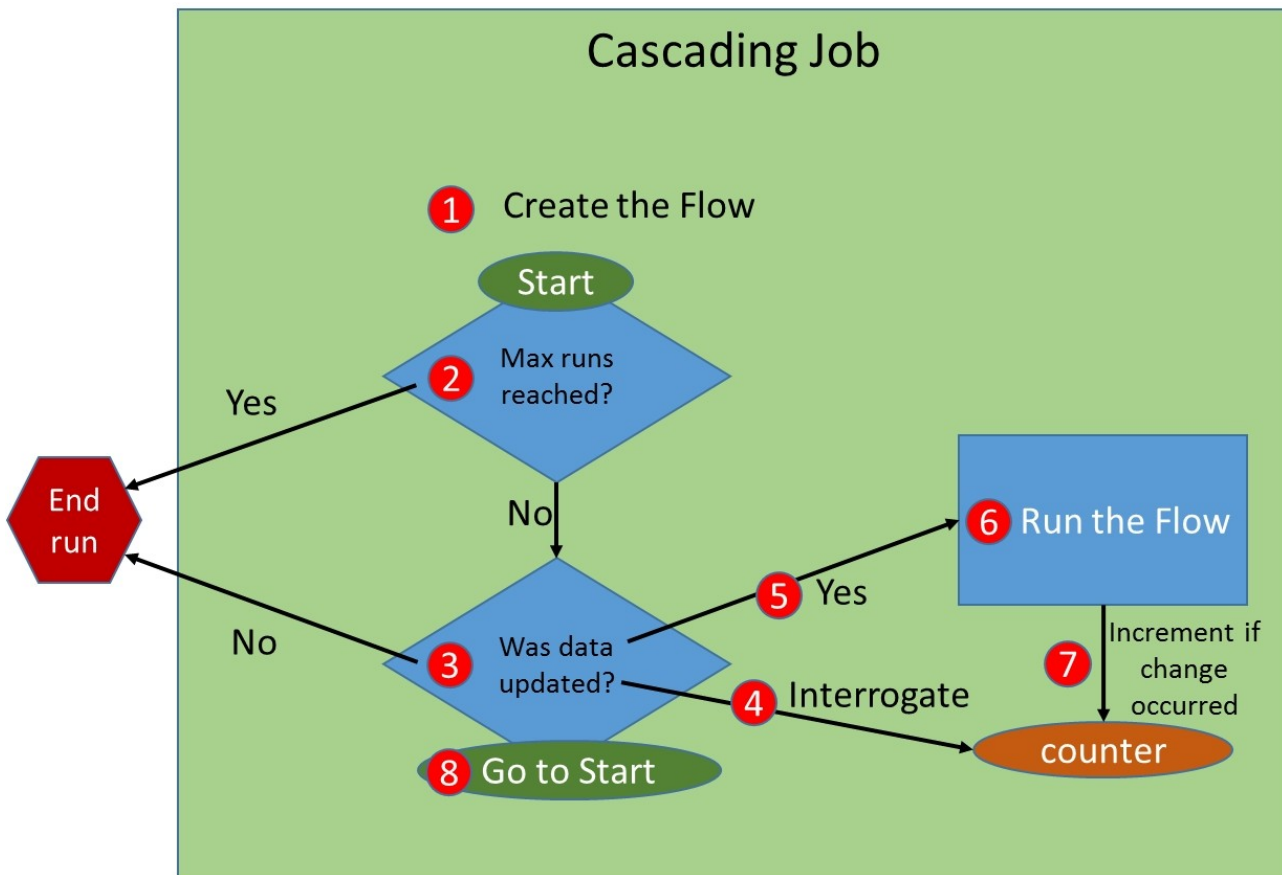 Cascading Job
1 Create the Flow
Start
2 Max runs
reached?
Yes
End
run
No
6 Run the Flow
5 Yes
No
3 Was data
updated?
4 Interrogate
7 Increment if
change
occurred
counter
8 Go to Start